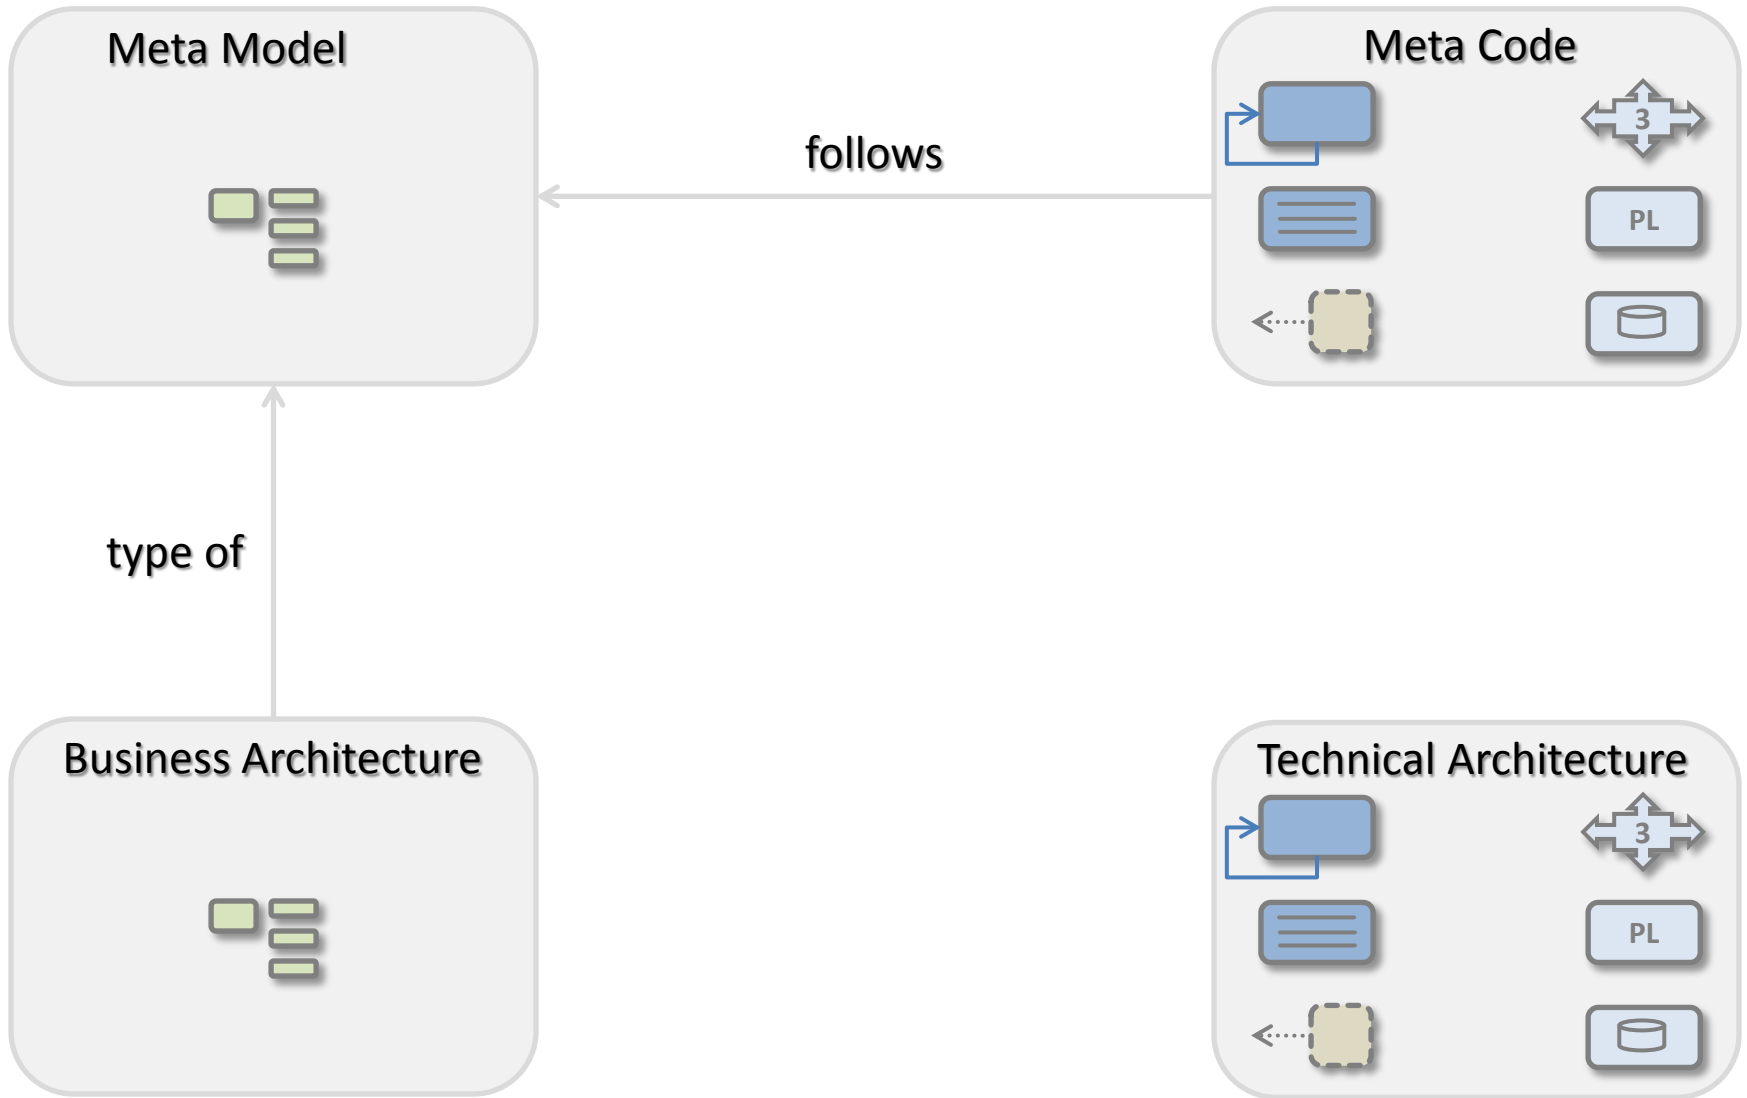 Meta Model
Meta Code
3
follows
PL
type of
Business Architecture
Technical Architecture
3
PL